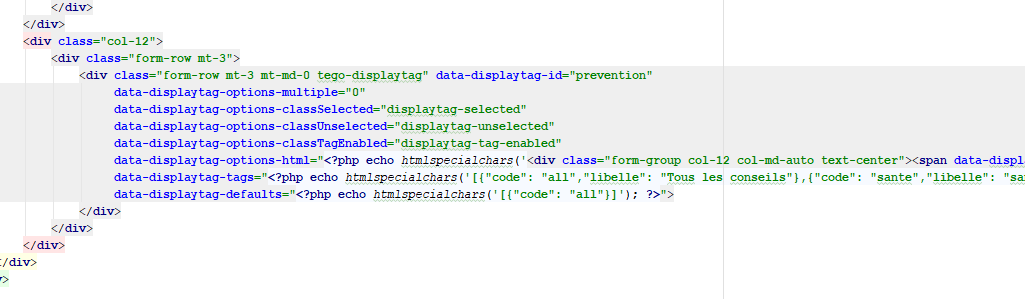 </div>
</div>
<div class="col-12">
<div class="form-row mt-3">
<div class="form-row mt-3 mt-md-0 tego-displaytag" data-displaytag-id="prevention"
data-displaytag-options-multiple="0"
data-displaytag-options-classSelected="displaytag-selected"
data-displaytag-options-classUnselected="displaytag-unselected"
data-displaytag-options-classTagEnabled="displaytag-tag-enabled"
data-displaytag-options-html="<?php echo htmlspecialchars('<div class="form-group col-12 col-md-auto text-center"><span data-displ
data-displaytag-tags="<?php echo htmlspecialchars('[{"code": "all","libelle": "Tous les conseils"},{"code": "sante","libelle": "sa
data-displaytag-defaults="<?php echo htmlspecialchars('[{"code": "all"}]'); ?>">
</div>
</div>
</div>
/div>
>